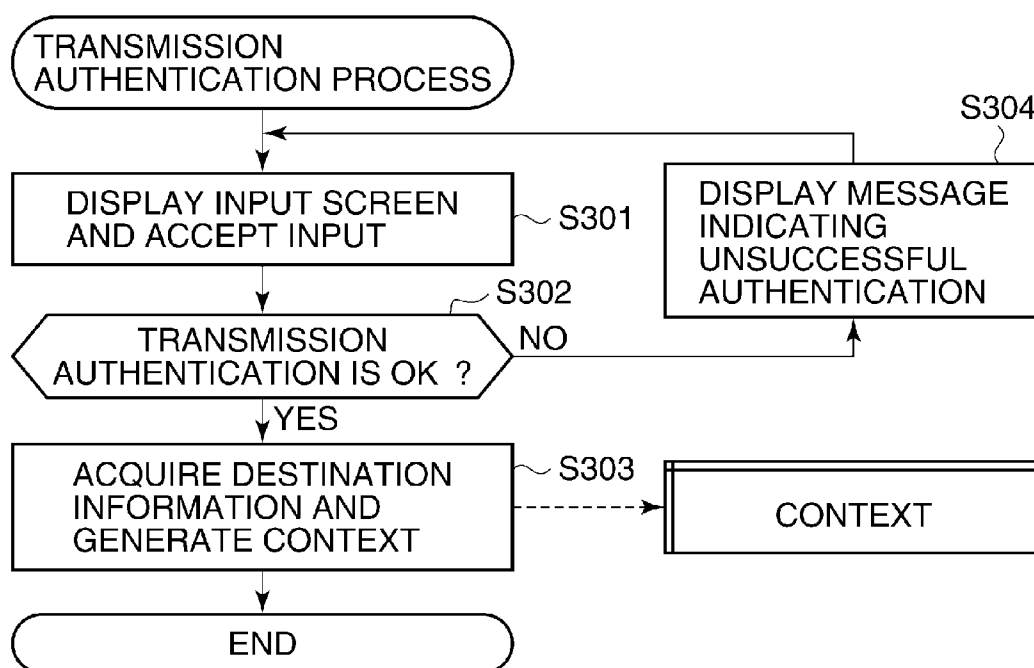 TRANSMISSION
AUTHENTICATION PROCESS
S304
DISPLAY INPUT SCREEN
AND ACCEPT INPUT
S301
DISPLAY MESSAGE
INDICATING
UNSUCCESSFUL
AUTHENTICATION
S302
TRANSMISSION
AUTHENTICATION IS OK ?
NO
YES
ACQUIRE DESTINATION
INFORMATION AND
GENERATE CONTEXT
S303
CONTEXT
END